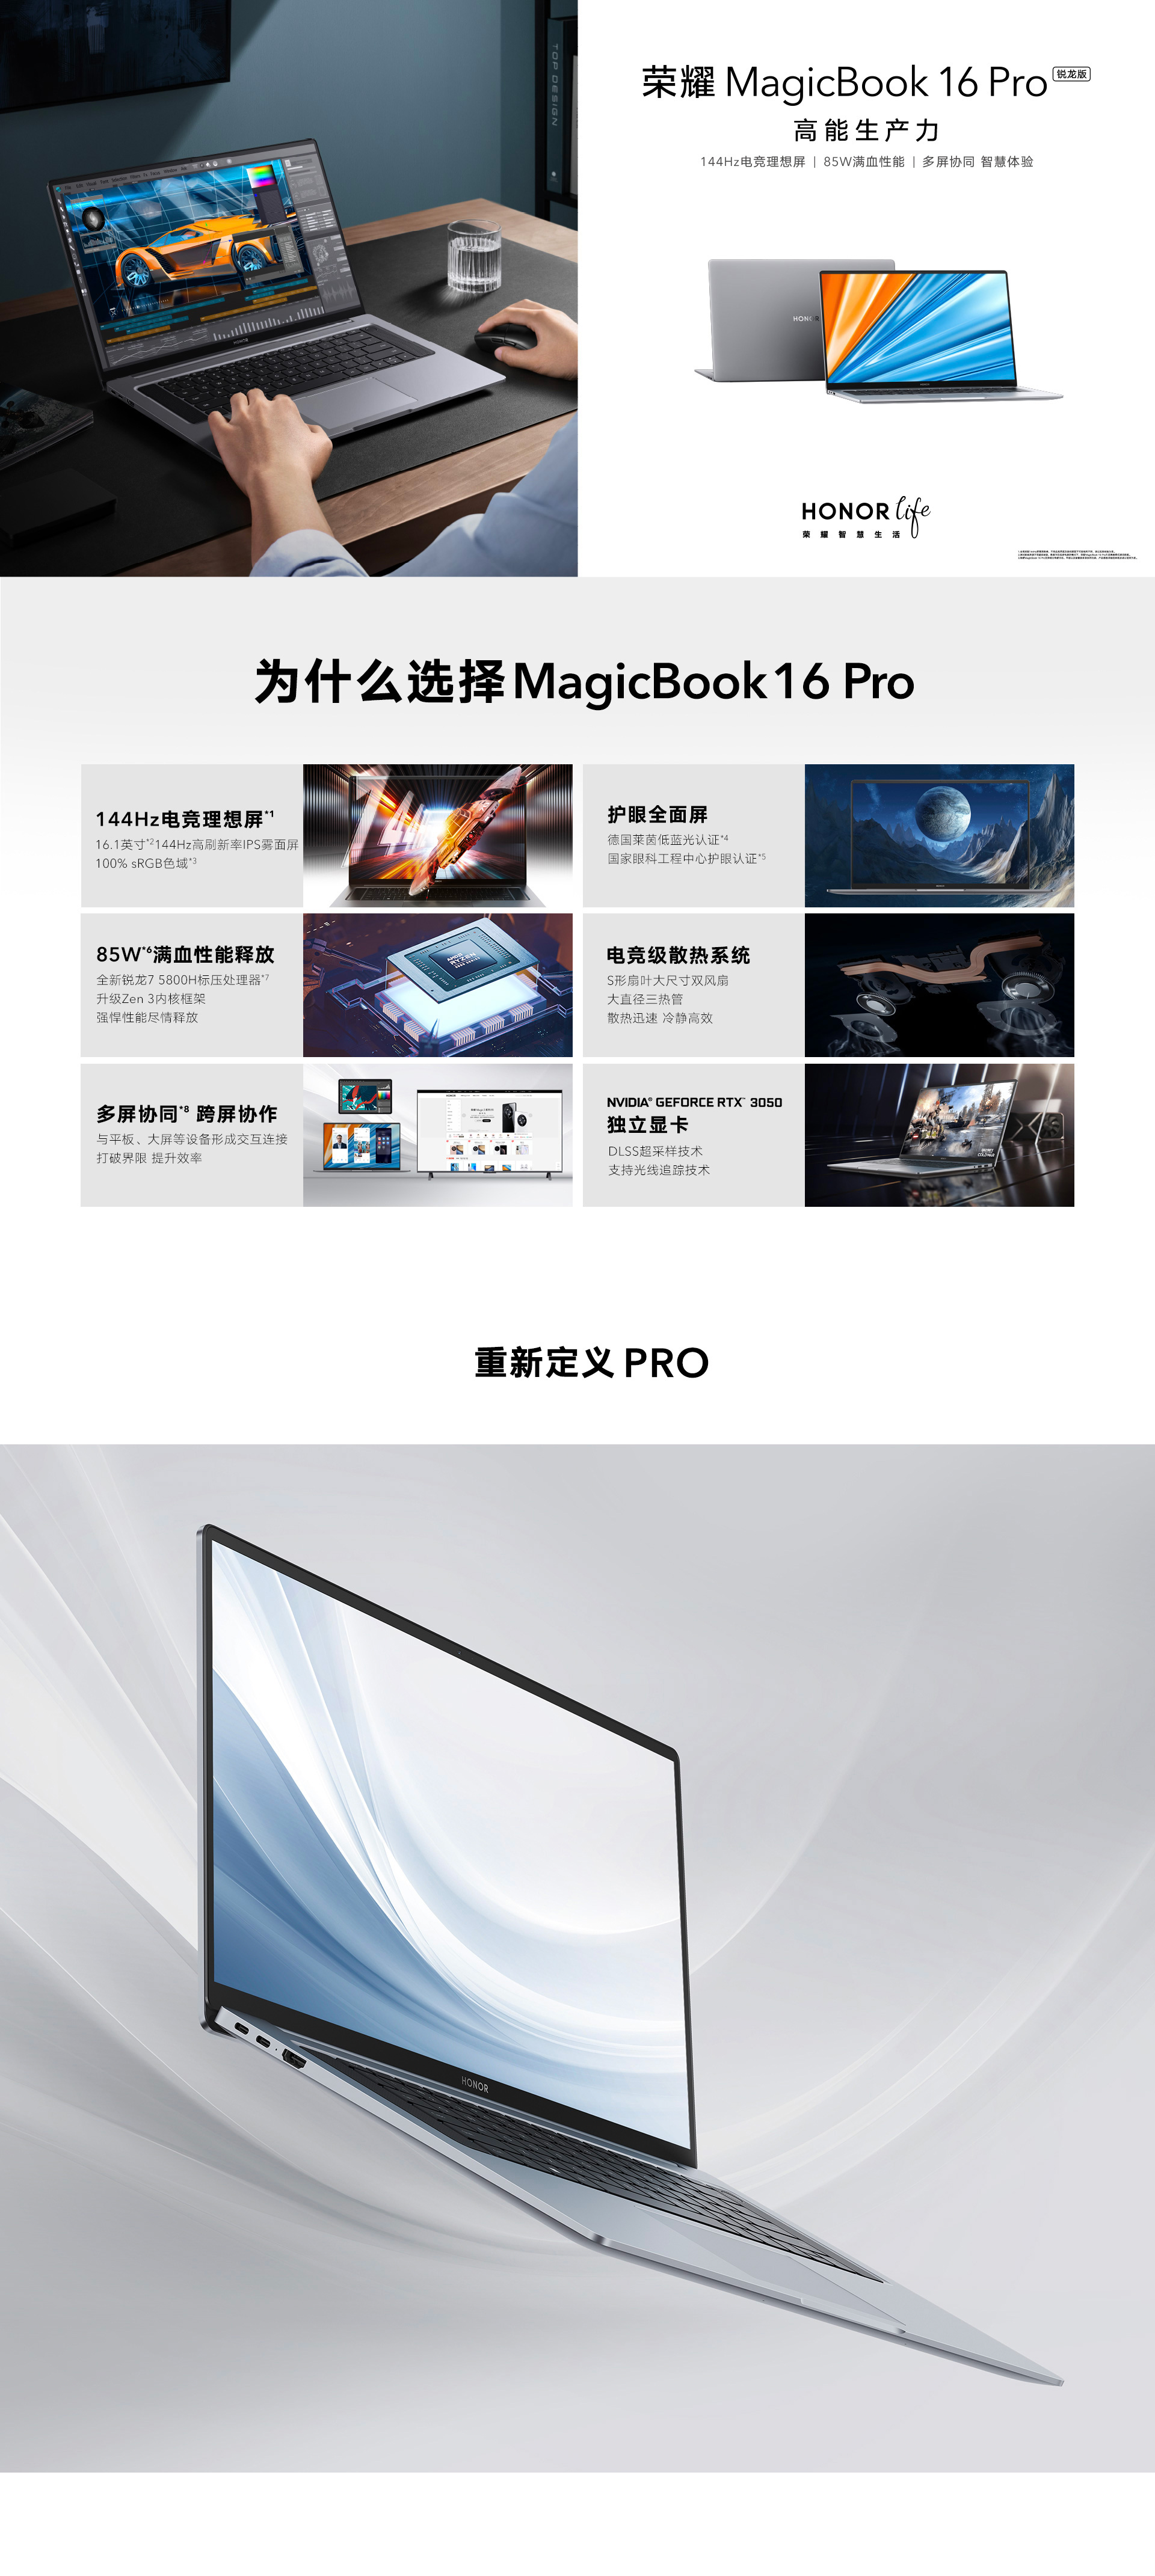 TOP DESIGN
荣耀 MagicBook 16 Pro 锐龙版
高能生产力
144Hz电竞理想屏 | 85W满血性能 | 多屏协同 智慧体验
HONOR
HONOR life
荣耀智慧生活
为什么选择MagicBook 16 Pro
144Hz电竞理想屏*1
16.1英寸*2144Hz高刷新率IPS雾面屏
100% sRGB色域*3
护眼全面屏
德国莱茵低蓝光认证*4
国家眼科工程中心护眼认证*5
85W*6满血性能释放
全新锐龙7 5800H标压处理器*7
升级Zen 3内核框架
强悍性能尽情释放
AMD
RYZEN
电竞级散热系统
S形扇叶大尺寸双风扇
大直径三热管
散热迅速 冷静高效
多屏协同*8 跨屏协作
与平板、大屏等设备形成交互连接
打破界限 提升效率
NVIDIA® GEFORCE RTX™ 3050
独立显卡
DLSS超采样技术
支持光线追踪技术
重新定义 PRO
HONOR